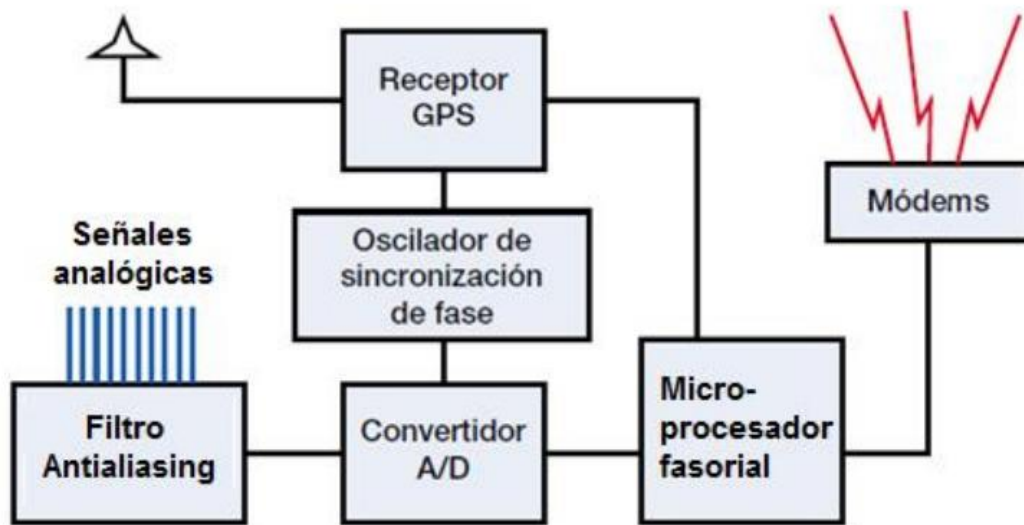 Receptor
GPS
Módems
Señales
analógicas
Oscilador de
sincronización
de fase
Filtro
Antialiasing
Convertidor
A/D
Micro-
procesador
fasorial